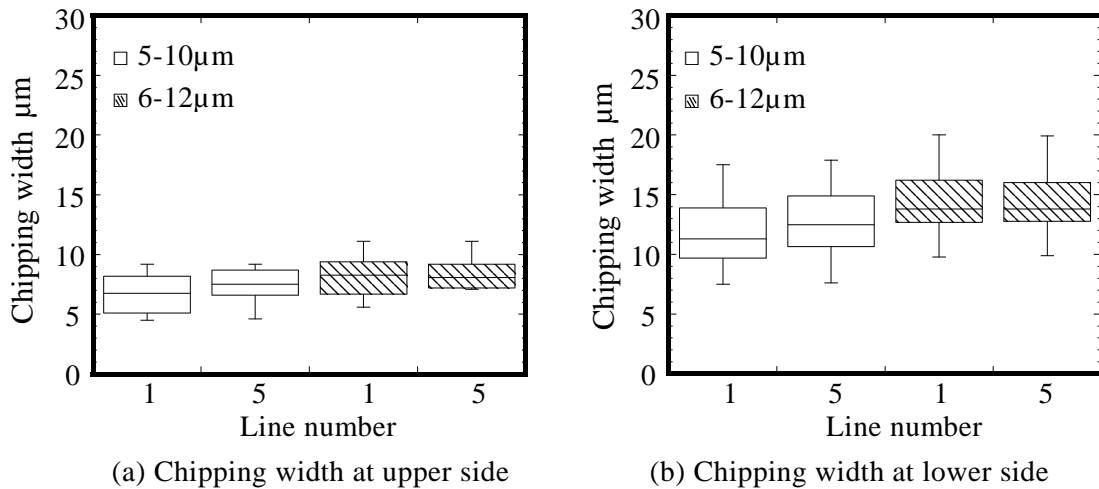 30
25
20
15
10
5
0
Chipping width µm
5-10µm
6-12µm
1 5 1 5
Line number
(a) Chipping width at upper side
30
25
20
15
10
5
0
Chipping width µm
5-10µm
6-12µm
1 5 1 5
Line number
(b) Chipping width at lower side